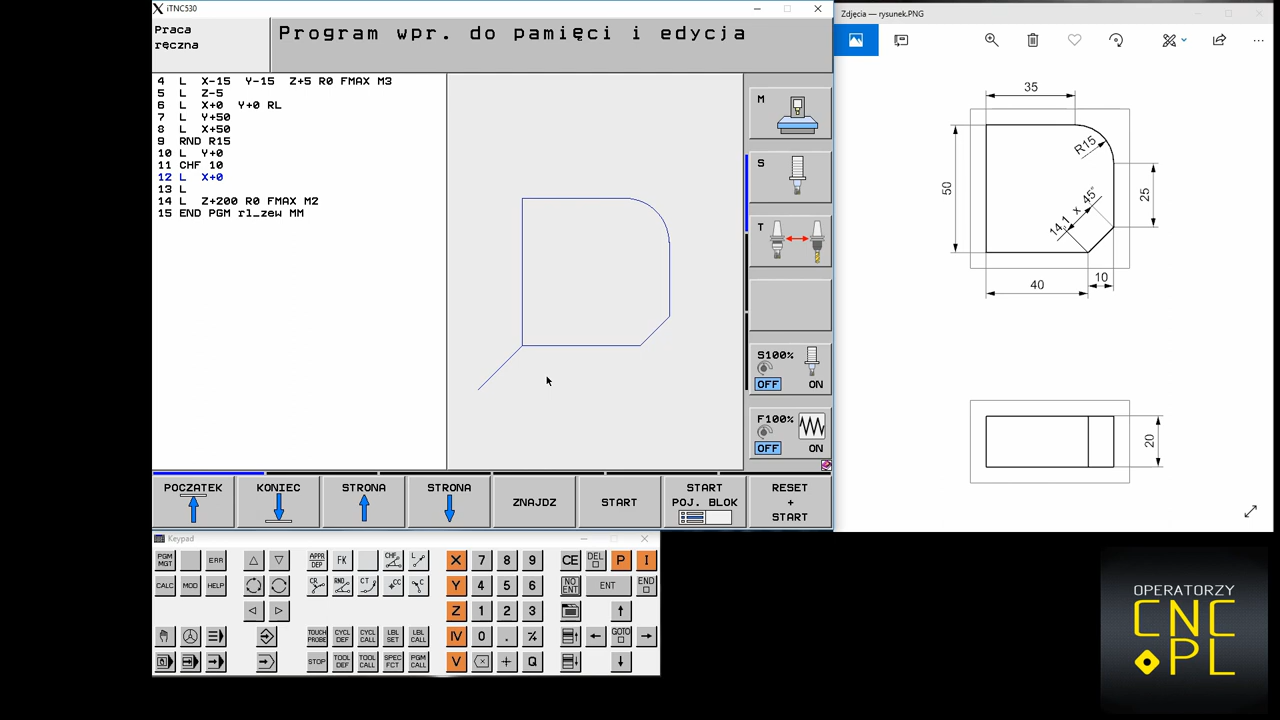 iTNC530
Praca
ręczna
Program wpr. do pamięci i edycja
4 L X-15 Y-15 Z+5 R0 FMAX M3
5 L Z-5
6 L X+0 Y+0 RL
7 L Y+50
8 L X+50
9 RND R15
10 L Y+0
11 CHF 10
12 L X+0
13 L
14 L Z+200 R0 FMAX M2
15 END PGM rl_zew MM
M
S
T
S100%
OFF ON
F100%
OFF ON
POCZATEK KONIEC STRONA STRONA ZNAJDZ START START POJ. BLOK RESET + START
Zdjęcia — rysunek.PNG
35
R15
50
25
14,1 x 45°
10
40
20
Keypad
PGM MGT ERR APPR DEP FK CHF L X 7 8 9 CE DEL P I
CALC MOD HELP CR RND CT CC C Y 4 5 6 NO ENT ENT END
Z 1 2 3
TOUCH PROBE CYCL DEF CYCL CALL LBL SET LBL CALL IV 0 . GOTO
STOP TOOL DEF TOOL CALL SPEC FCT PGM CALL V + Q
OPERATORZY
CNC
.PL